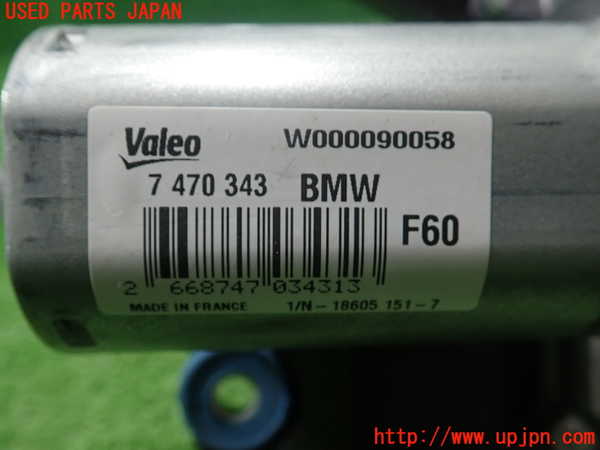 USED PARTS JAPAN
Valeo W000090058
7 470 343 BMW
F60
2 668747 034313
MADE IN FRANCE 1/N - 18605 151 - 7
http://www.upjpn.com